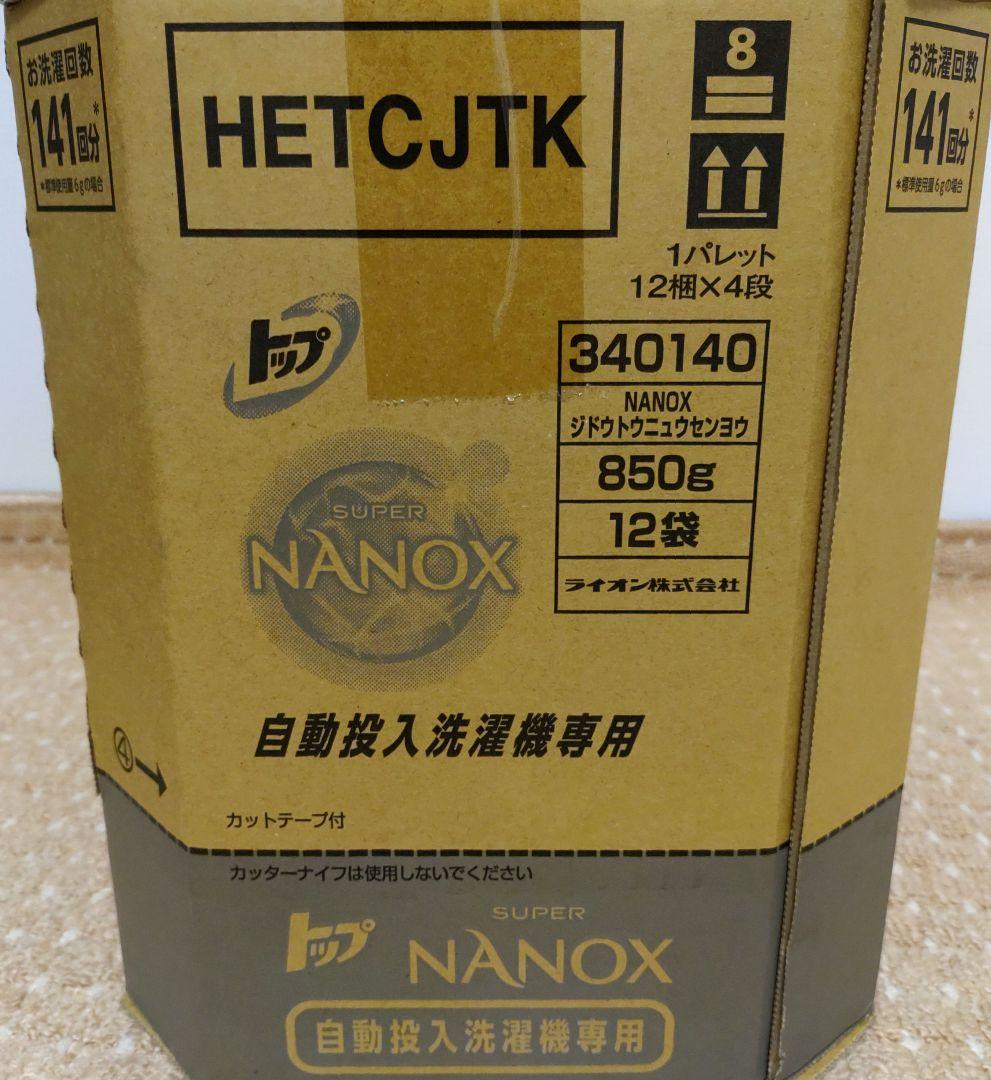 お洗濯回数
141回分*
*標準使用量6gの場合
HETCJTK
8
お洗濯回数
141回分*
*標準使用量6gの場合
1パレット
12梱×4段
トップ
340140
NANOX
ジドウトウニュウセンヨウ
850g
12袋
ライオン株式会社
SUPER
NANOX
自動投入洗濯機専用
④→
カットテープ付
カッターナイフは使用しないでください
トップ
SUPER
NANOX
自動投入洗濯機専用